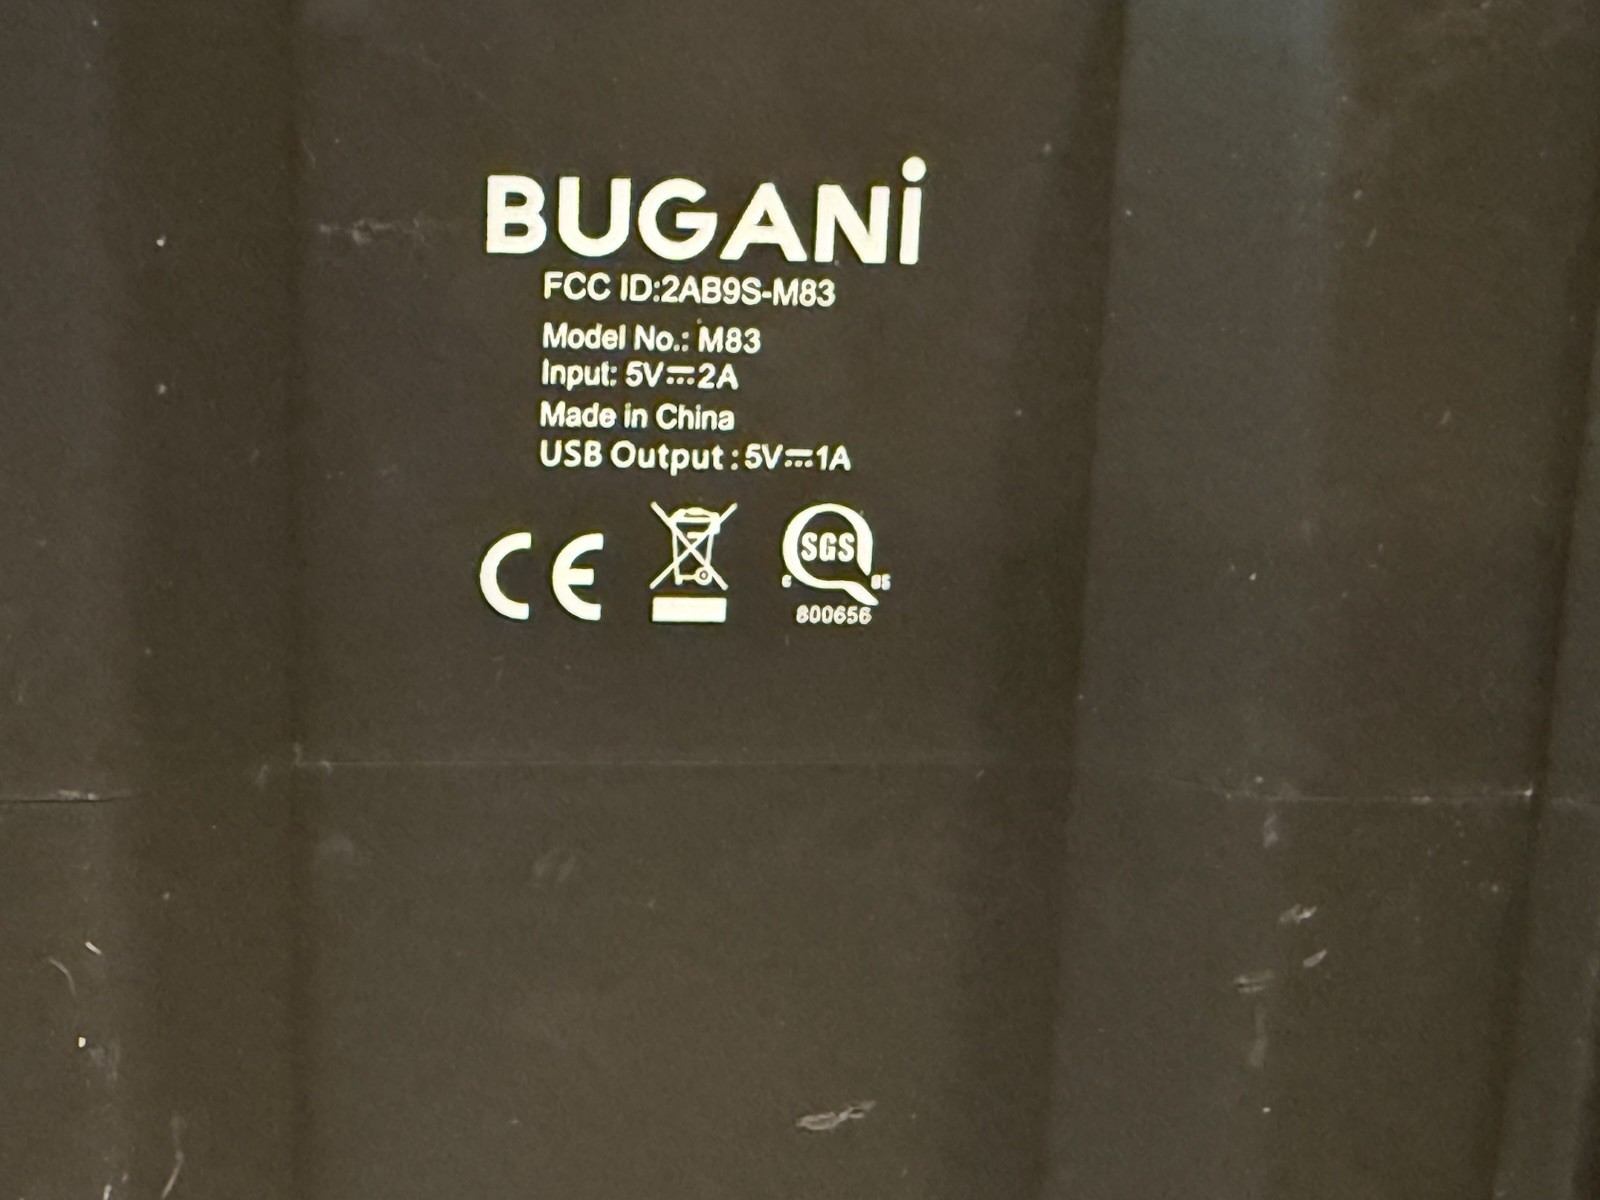 BUGANi
FCC ID:2AB9S-M83
Model No.: M83
Input: 5V⎓2A
Made in China
USB Output : 5V⎓1A
CE
SGS
800656